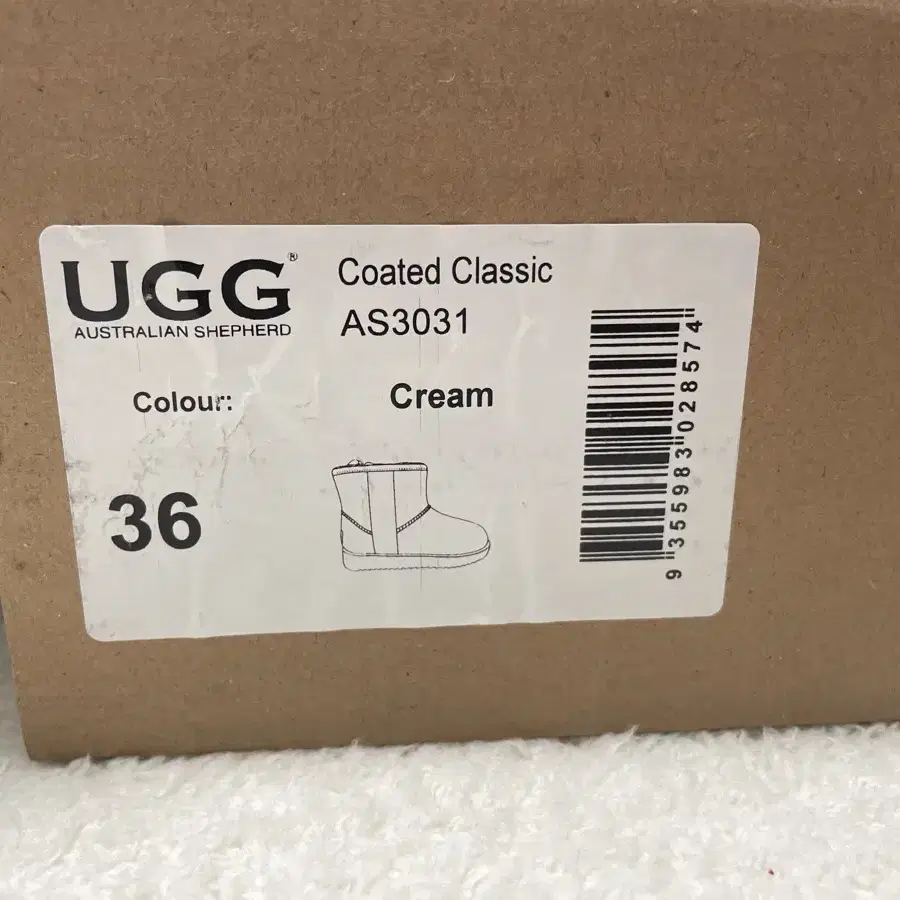 UGG®
AUSTRALIAN SHEPHERD
Coated Classic
AS3031
Colour:
Cream
36
9 355983 028574